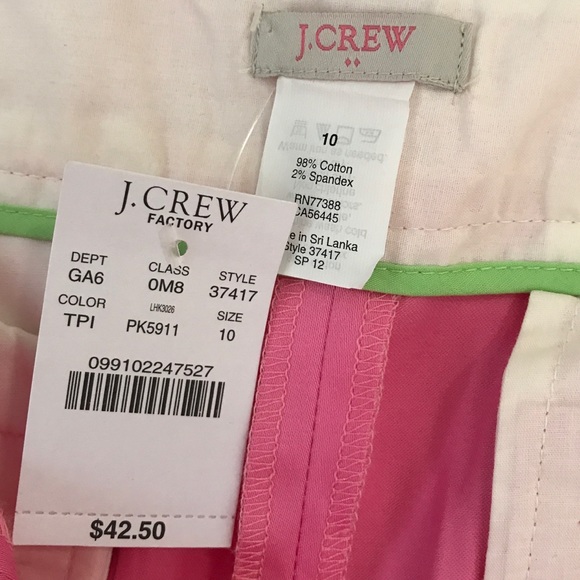 J.CREW
10
98% Cotton
2% Spandex
RN77388
CA56445
e in Sri Lanka
Style 37417
SP 12
J.CREW
FACTORY
DEPT CLASS STYLE
GA6 0M8 37417
COLOR LHK3026 SIZE
TPI PK5911 10
099102247527
$42.50